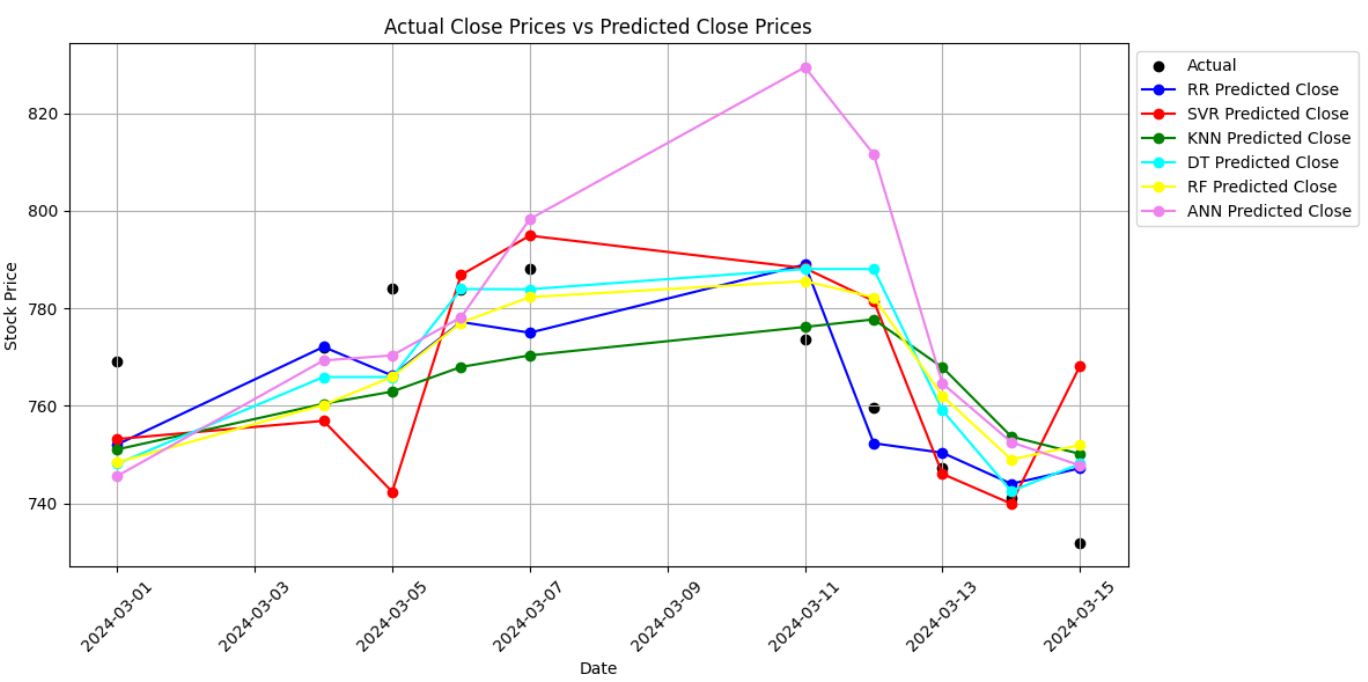 Actual Close Prices vs Predicted Close Prices
Actual
RR Predicted Close
SVR Predicted Close
KNN Predicted Close
DT Predicted Close
RF Predicted Close
ANN Predicted Close
Stock Price
820
800
780
760
740
2024-03-01
2024-03-03
2024-03-05
2024-03-07
2024-03-09
2024-03-11
2024-03-13
2024-03-15
Date